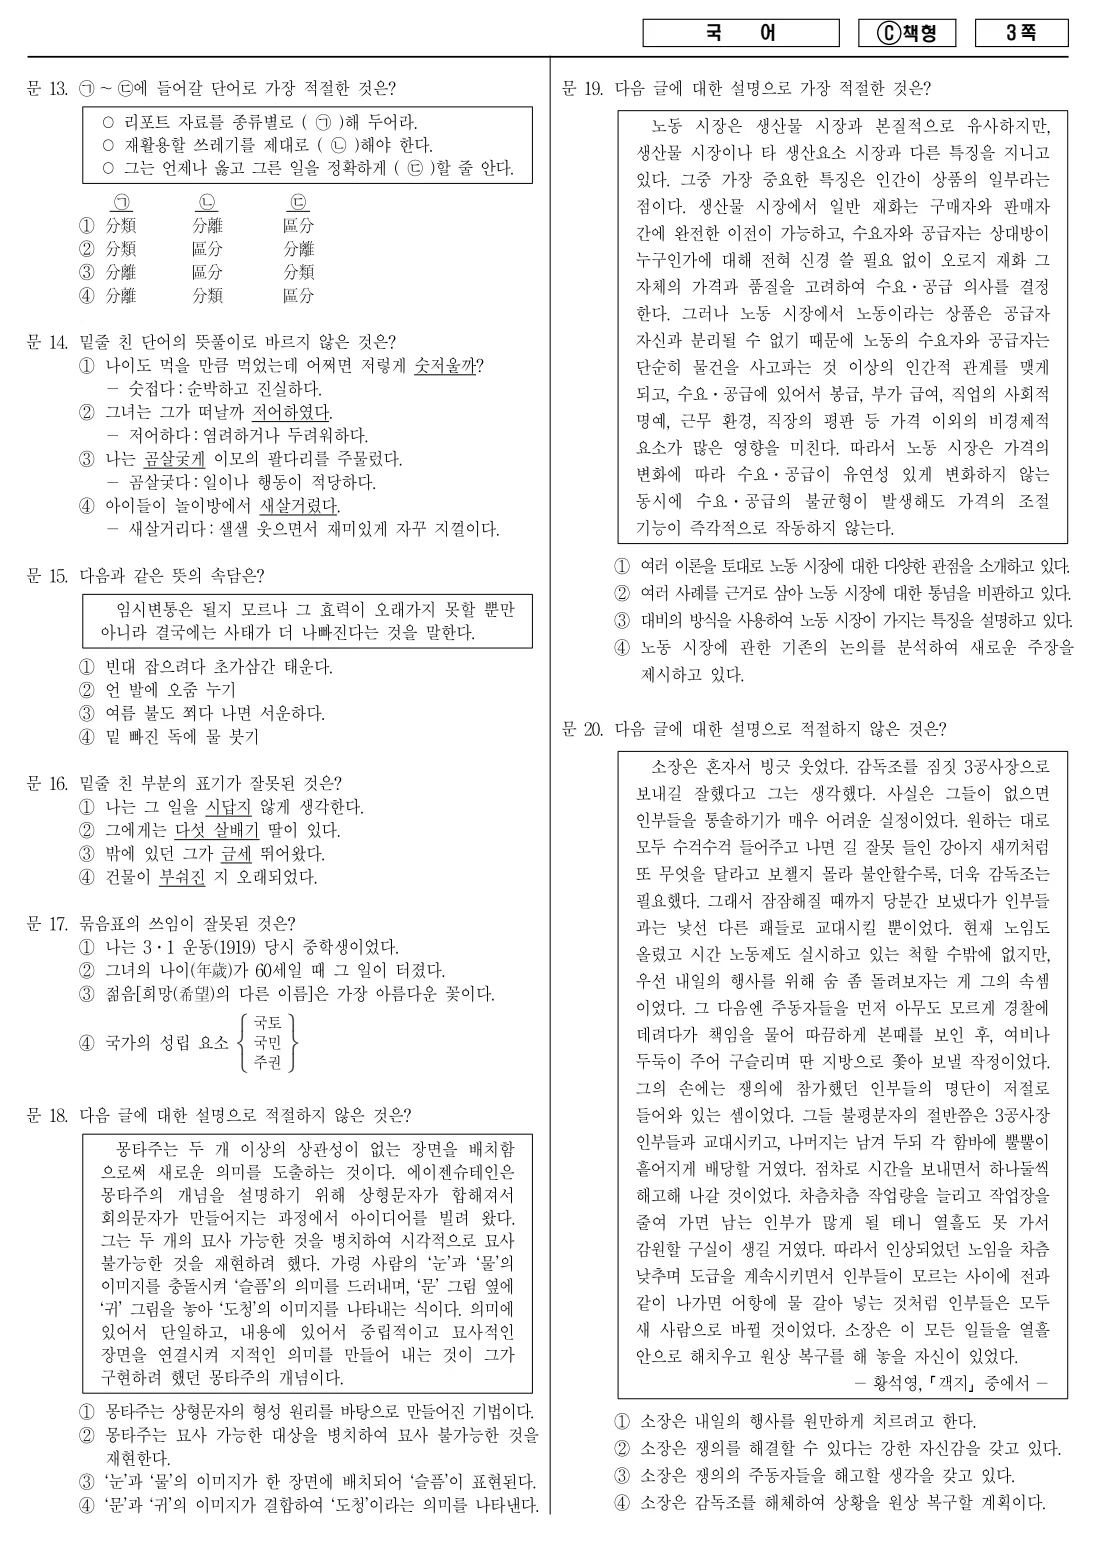 국 어
Ⓒ책형
3쪽
문 13. ㉠~㉢에 들어갈 단어로 가장 적절한 것은?
○ 리포트 자료를 종류별로 ( ㉠ )해 두어라.
○ 재활용할 쓰레기를 제대로 ( ㉡ )해야 한다.
○ 그는 언제나 옳고 그른 일을 정확하게 ( ㉢ )할 줄 안다.
㉠ ㉡ ㉢
① 分類 分離 區分
② 分類 區分 分離
③ 分離 區分 分類
④ 分離 分類 區分
문 14. 밑줄 친 단어의 뜻풀이로 바르지 않은 것은?
① 나이도 먹을 만큼 먹었는데 어쩌면 저렇게 숫저울까?
－ 숫접다 : 순박하고 진실하다.
② 그녀는 그가 떠날까 저어하였다.
－ 저어하다 : 염려하거나 두려워하다.
③ 나는 곰살궂게 이모의 팔다리를 주물렀다.
－ 곰살궂다 : 일이나 행동이 적당하다.
④ 아이들이 놀이방에서 새살거렸다.
－ 새살거리다 : 샐샐 웃으면서 재미있게 자꾸 지껄이다.
문 15. 다음과 같은 뜻의 속담은?
임시변통은 될지 모르나 그 효력이 오래가지 못할 뿐만
아니라 결국에는 사태가 더 나빠진다는 것을 말한다.
① 빈대 잡으려다 초가삼간 태운다.
② 언 발에 오줌 누기
③ 여름 불도 쬐다 나면 서운하다.
④ 밑 빠진 독에 물 붓기
문 16. 밑줄 친 부분의 표기가 잘못된 것은?
① 나는 그 일을 시답지 않게 생각한다.
② 그에게는 다섯 살배기 딸이 있다.
③ 밖에 있던 그가 금세 뛰어왔다.
④ 건물이 부숴진 지 오래되었다.
문 17. 묶음표의 쓰임이 잘못된 것은?
① 나는 3・1 운동(1919) 당시 중학생이었다.
② 그녀의 나이(年歲)가 60세일 때 그 일이 터졌다.
③ 젊음[희망(希望)의 다른 이름]은 가장 아름다운 꽃이다.
④ 국가의 성립 요소 { 국토
국민
주권 }
문 18. 다음 글에 대한 설명으로 적절하지 않은 것은?
몽타주는 두 개 이상의 상관성이 없는 장면을 배치함
으로써 새로운 의미를 도출하는 것이다. 에이젠슈테인은
몽타주의 개념을 설명하기 위해 상형문자가 합해져서
회의문자가 만들어지는 과정에서 아이디어를 빌려 왔다.
그는 두 개의 묘사 가능한 것을 병치하여 시각적으로 묘사
불가능한 것을 재현하려 했다. 가령 사람의 ‘눈’과 ‘물’의
이미지를 충돌시켜 ‘슬픔’의 의미를 드러내며, ‘문’ 그림 옆에
‘귀’ 그림을 놓아 ‘도청’의 이미지를 나타내는 식이다. 의미에
있어서 단일하고, 내용에 있어서 중립적이고 묘사적인
장면을 연결시켜 지적인 의미를 만들어 내는 것이 그가
구현하려 했던 몽타주의 개념이다.
① 몽타주는 상형문자의 형성 원리를 바탕으로 만들어진 기법이다.
② 몽타주는 묘사 가능한 대상을 병치하여 묘사 불가능한 것을
재현한다.
③ ‘눈’과 ‘물’의 이미지가 한 장면에 배치되어 ‘슬픔’이 표현된다.
④ ‘문’과 ‘귀’의 이미지가 결합하여 ‘도청’이라는 의미를 나타낸다.
문 19. 다음 글에 대한 설명으로 가장 적절한 것은?
노동 시장은 생산물 시장과 본질적으로 유사하지만,
생산물 시장이나 타 생산요소 시장과 다른 특징을 지니고
있다. 그중 가장 중요한 특징은 인간이 상품의 일부라는
점이다. 생산물 시장에서 일반 재화는 구매자와 판매자
간에 완전한 이전이 가능하고, 수요자와 공급자는 상대방이
누구인가에 대해 전혀 신경 쓸 필요 없이 오로지 재화 그
자체의 가격과 품질을 고려하여 수요・공급 의사를 결정
한다. 그러나 노동 시장에서 노동이라는 상품은 공급자
자신과 분리될 수 없기 때문에 노동의 수요자와 공급자는
단순히 물건을 사고파는 것 이상의 인간적 관계를 맺게
되고, 수요・공급에 있어서 봉급, 부가 급여, 직업의 사회적
명예, 근무 환경, 직장의 평판 등 가격 이외의 비경제적
요소가 많은 영향을 미친다. 따라서 노동 시장은 가격의
변화에 따라 수요・공급이 유연성 있게 변화하지 않는
동시에 수요・공급의 불균형이 발생해도 가격의 조절
기능이 즉각적으로 작동하지 않는다.
① 여러 이론을 토대로 노동 시장에 대한 다양한 관점을 소개하고 있다.
② 여러 사례를 근거로 삼아 노동 시장에 대한 통념을 비판하고 있다.
③ 대비의 방식을 사용하여 노동 시장이 가지는 특징을 설명하고 있다.
④ 노동 시장에 관한 기존의 논의를 분석하여 새로운 주장을
제시하고 있다.
문 20. 다음 글에 대한 설명으로 적절하지 않은 것은?
소장은 혼자서 빙긋 웃었다. 감독조를 짐짓 3공사장으로
보내길 잘했다고 그는 생각했다. 사실은 그들이 없으면
인부들을 통솔하기가 매우 어려운 실정이었다. 원하는 대로
모두 수걱수걱 들어주고 나면 길 잘못 들인 강아지 새끼처럼
또 무엇을 달라고 보챌지 몰라 불안할수록, 더욱 감독조는
필요했다. 그래서 잠잠해질 때까지 당분간 보냈다가 인부들
과는 낯선 다른 패들로 교대시킬 뿐이었다. 현재 노임도
올렸고 시간 노동제도 실시하고 있는 척할 수밖에 없지만,
우선 내일의 행사를 위해 숨 좀 돌려보자는 게 그의 속셈
이었다. 그 다음엔 주동자들을 먼저 아무도 모르게 경찰에
데려다가 책임을 물어 따끔하게 본때를 보인 후, 여비나
두둑이 주어 구슬리며 딴 지방으로 쫓아 보낼 작정이었다.
그의 손에는 쟁의에 참가했던 인부들의 명단이 저절로
들어와 있는 셈이었다. 그들 불평분자의 절반쯤은 3공사장
인부들과 교대시키고, 나머지는 남겨 두되 각 함바에 뿔뿔이
흩어지게 배당할 거였다. 점차로 시간을 보내면서 하나둘씩
해고해 나갈 것이었다. 차츰차츰 작업량을 늘리고 작업장을
줄여 가면 남는 인부가 많게 될 테니 열흘도 못 가서
감원할 구실이 생길 거였다. 따라서 인상되었던 노임을 차츰
낮추며 도급을 계속시키면서 인부들이 모르는 사이에 전과
같이 나가면 어항에 물 갈아 넣는 것처럼 인부들은 모두
새 사람으로 바뀔 것이었다. 소장은 이 모든 일들을 열흘
안으로 해치우고 원상 복구를 해 놓을 자신이 있었다.
－ 황석영, ｢객지｣ 중에서 －
① 소장은 내일의 행사를 원만하게 치르려고 한다.
② 소장은 쟁의를 해결할 수 있다는 강한 자신감을 갖고 있다.
③ 소장은 쟁의의 주동자들을 해고할 생각을 갖고 있다.
④ 소장은 감독조를 해체하여 상황을 원상 복구할 계획이다.